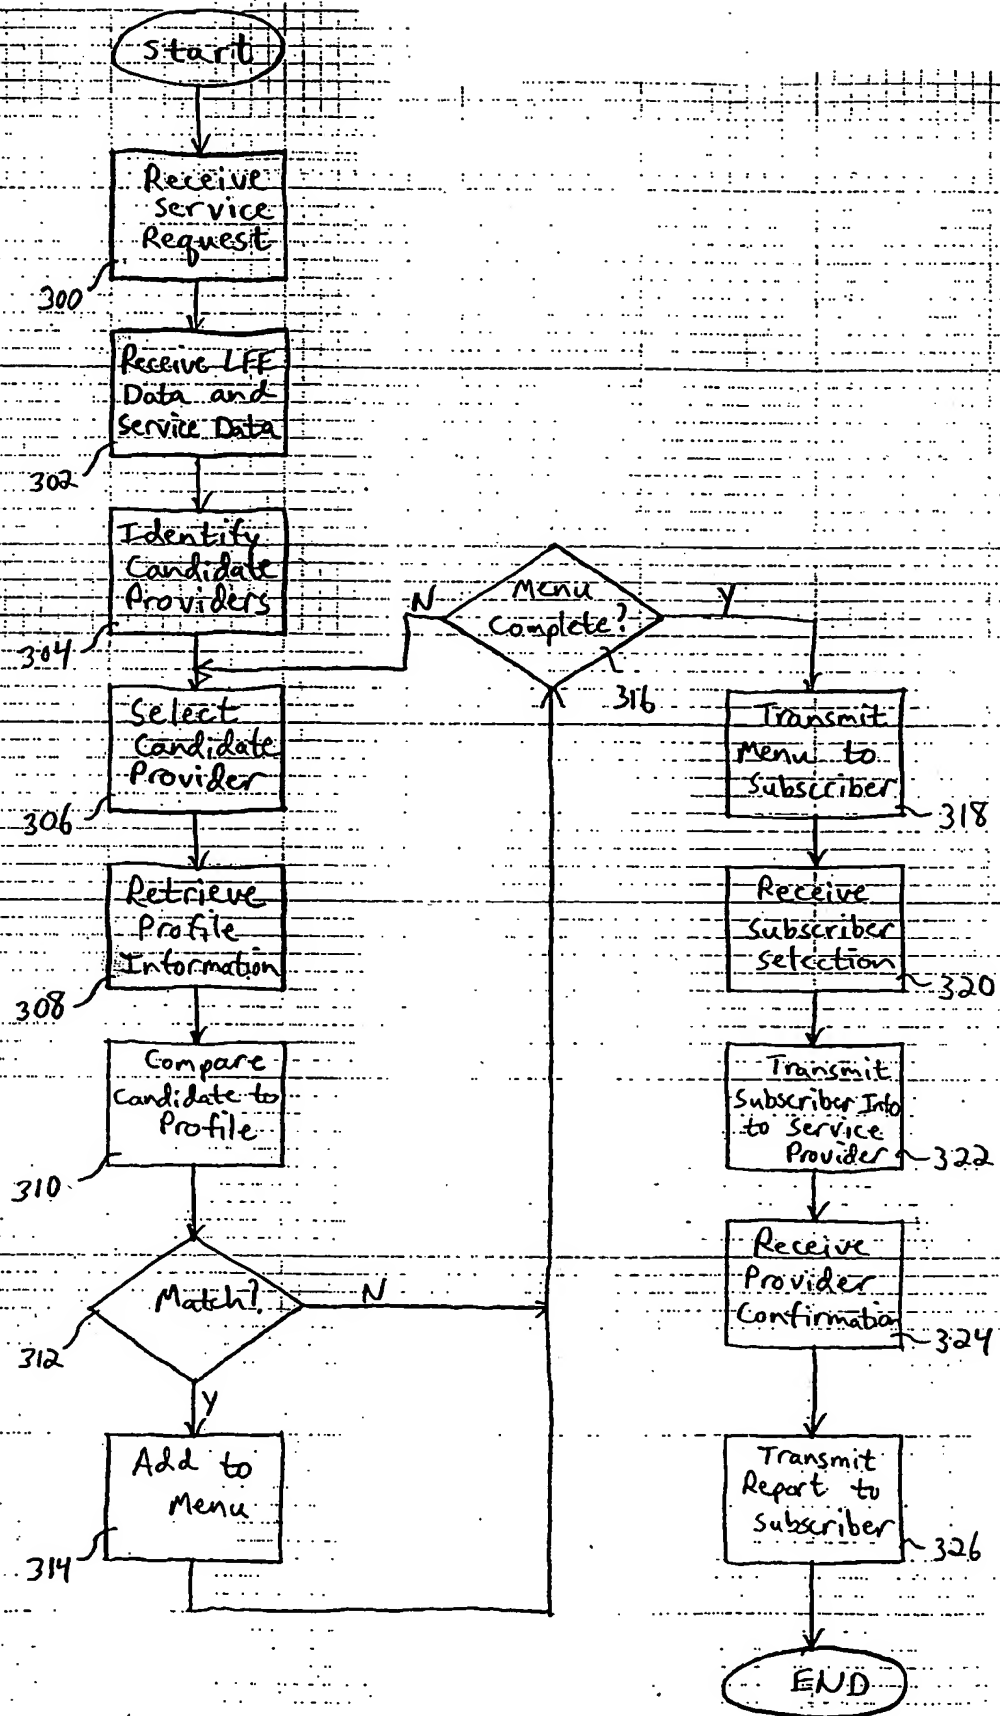 Start
Receive
Service
Request
300
Receive LFE
Data and
Service Data
302
Identify
Candidate
Providers
304
Select
Candidate
Provider
306
Retrieve
Profile
Information
308
Compare
Candidate to
Profile
310
Match?
N
312
Y
Add to
Menu
314
N
Menu
Complete?
Y
316
Transmit
Menu to
Subscriber
318
Receive
Subscriber
Selection
320
Transmit
Subscriber Info
to Service
Provider
322
Receive
Provider
Confirmation
324
Transmit
Report to
Subscriber
326
END